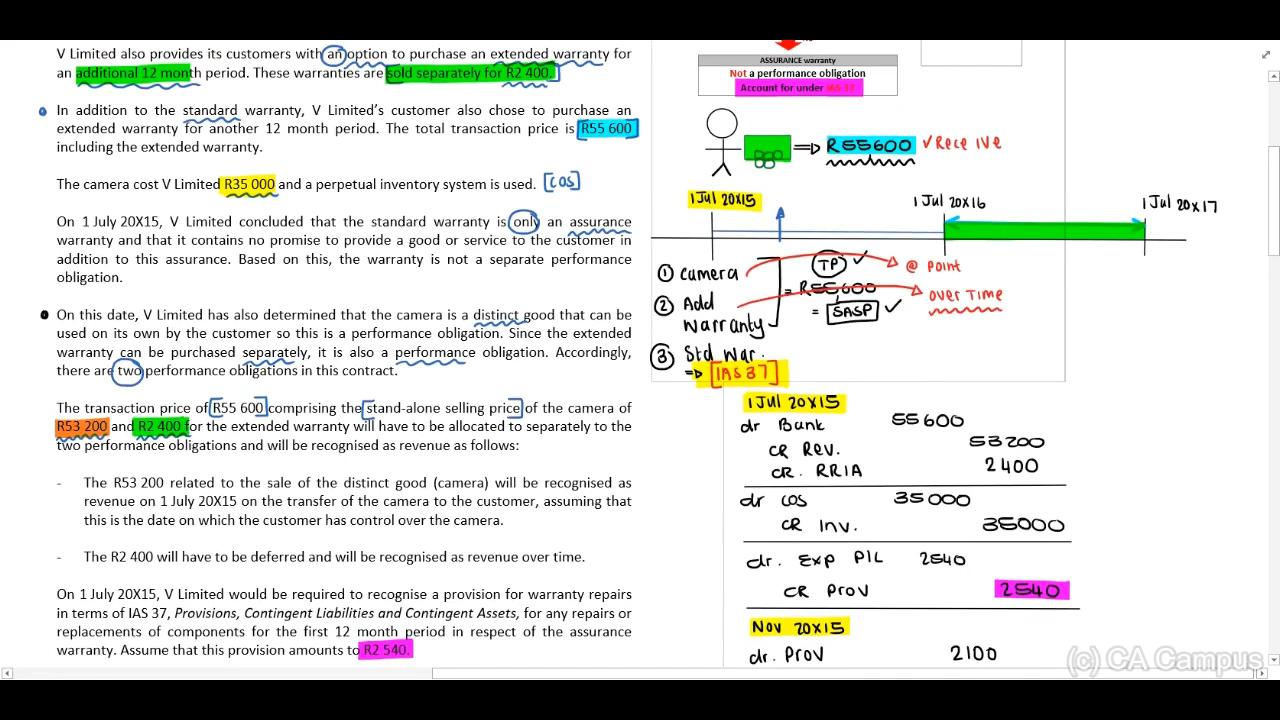 V Limited also provides its customers with an option to purchase an extended warranty for
an additional 12 month period. These warranties are sold separately for R2 400.
In addition to the standard warranty, V Limited's customer also chose to purchase an
extended warranty for another 12 month period. The total transaction price is R55 600
including the extended warranty.
The camera cost V Limited R35 000 and a perpetual inventory system is used. [COS]
On 1 July 20X15, V Limited concluded that the standard warranty is only an assurance
warranty and that it contains no promise to provide a good or service to the customer in
addition to this assurance. Based on this, the warranty is not a separate performance
obligation.
On this date, V Limited has also determined that the camera is a distinct good that can be
used on its own by the customer so this is a performance obligation. Since the extended
warranty can be purchased separately, it is also a performance obligation. Accordingly,
there are two performance obligations in this contract.
The transaction price of R55 600 comprising the stand-alone selling price of the camera of
R53 200 and R2 400 for the extended warranty will have to be allocated to separately to the
two performance obligations and will be recognised as revenue as follows:
- The R53 200 related to the sale of the distinct good (camera) will be recognised as
revenue on 1 July 20X15 on the transfer of the camera to the customer, assuming that
this is the date on which the customer has control over the camera.
- The R2 400 will have to be deferred and will be recognised as revenue over time.
On 1 July 20X15, V Limited would be required to recognise a provision for warranty repairs
in terms of IAS 37, Provisions, Contingent Liabilities and Contingent Assets, for any repairs or
replacements of components for the first 12 month period in respect of the assurance
warranty. Assume that this provision amounts to R2 540.
ASSURANCE warranty
Not a performance obligation
Account for under IAS 37
⇒ R55600 ✓ Receive
1 Jul 20X15 1 Jul 20X16 1 Jul 20X17
① Camera TP ✓ @ Point
= R55,600
② Add Warranty = SASP ✓ Over Time
③ Std War.
⇒ [IAS 37]
1 Jul 20X15
dr Bank 55600
CR Rev. 53200
CR. RRIA 2400
dr COS 35000
CR Inv. 35000
dr. Exp P/L 2540
CR Prov 2540
Nov 20X15
dr. Prov 2100
(c) CA Campus